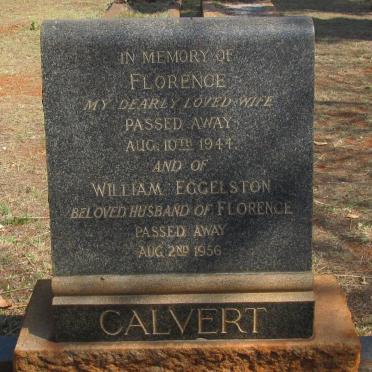 IN MEMORY OF
FLORENCE
MY DEARLY LOVED WIFE
PASSED AWAY
AUG. 10TH 1944.
AND OF
WILLIAM EGGELSTON
BELOVED HUSBAND OF FLORENCE
PASSED AWAY
AUG 2ND 1956
CALVERT